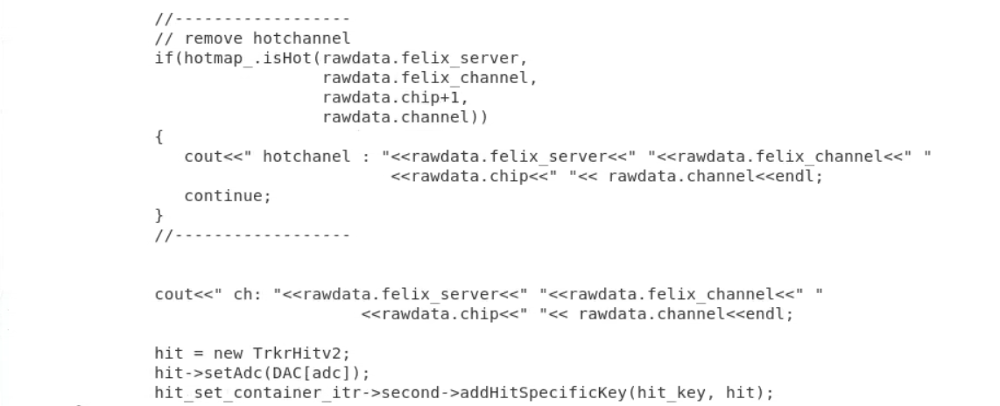 //------------------
// remove hotchannel
if(hotmap_.isHot(rawdata.felix_server,
rawdata.felix_channel,
rawdata.chip+1,
rawdata.channel))
{
cout<<" hotchanel : "<<rawdata.felix_server<<" "<<rawdata.felix_channel<<" "
<<rawdata.chip<<" "<< rawdata.channel<<endl;
continue;
}
//------------------
cout<<" ch: "<<rawdata.felix_server<<" "<<rawdata.felix_channel<<" "
<<rawdata.chip<<" "<< rawdata.channel<<endl;
hit = new TrkrHitv2;
hit->setAdc(DAC[adc]);
hit_set_container_itr->second->addHitSpecificKey(hit_key, hit);